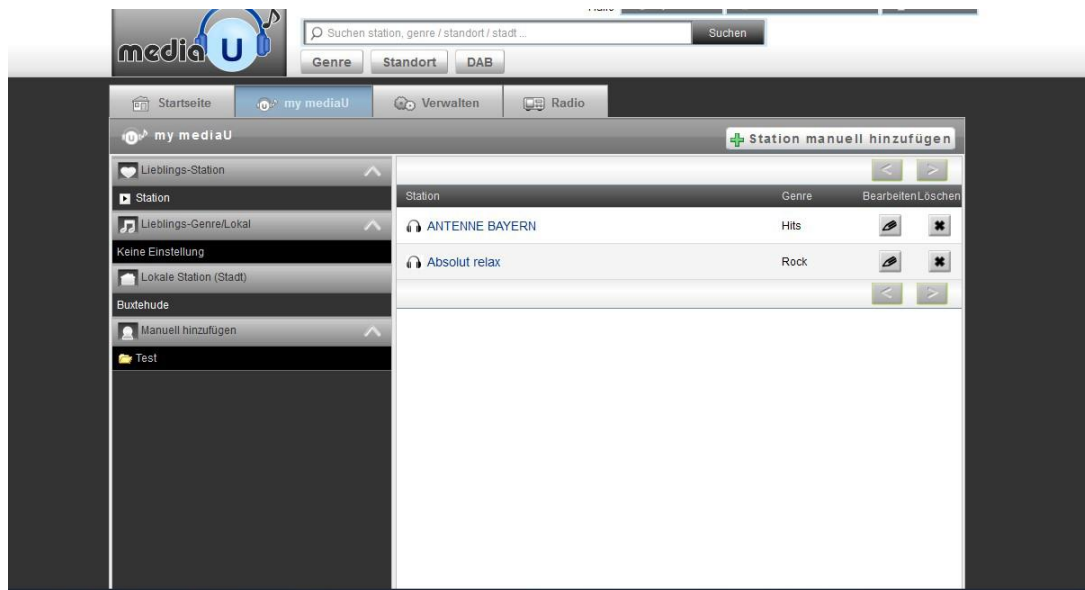 media U
Suchen station, genre / standort / stadt ...
Suchen
Genre
Standort
DAB
Startseite
my mediaU
Verwalten
Radio
my mediaU
Station manuell hinzufügen
Lieblings-Station
Station
Lieblings-Genre/Lokal
Keine Einstellung
Lokale Station (Stadt)
Buxtehude
Manuell hinzufügen
Test
< >
Station Genre Bearbeiten Löschen
ANTENNE BAYERN Hits
Absolut relax Rock
< >